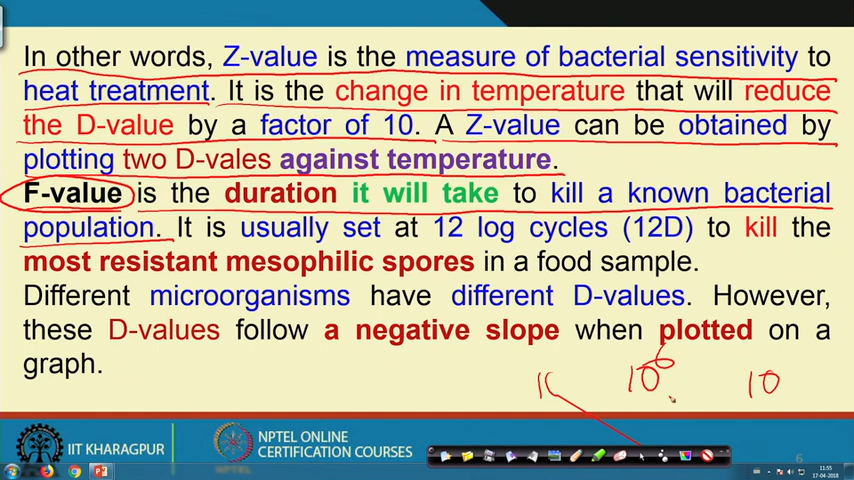 In other words, Z-value is the measure of bacterial sensitivity to
heat treatment. It is the change in temperature that will reduce
the D-value by a factor of 10. A Z-value can be obtained by
plotting two D-vales against temperature.
F-value is the duration it will take to kill a known bacterial
population. It is usually set at 12 log cycles (12D) to kill the
most resistant mesophilic spores in a food sample.
Different microorganisms have different D-values. However,
these D-values follow a negative slope when plotted on a
graph.
10⁶ 10
IIT KHARAGPUR
NPTEL ONLINE
CERTIFICATION COURSES
6
11:55
17-04-2018